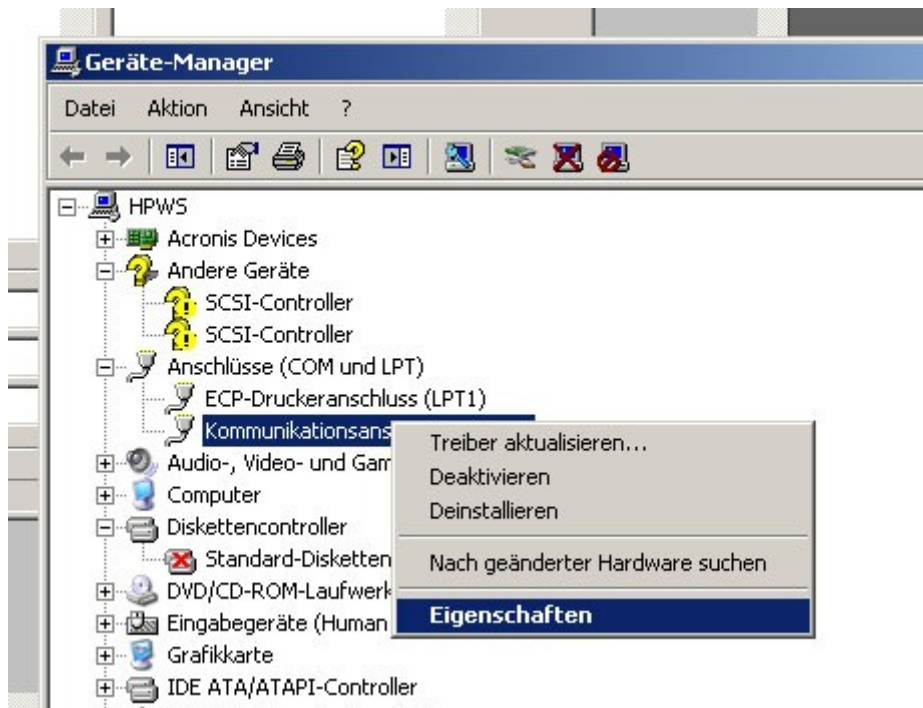 Geräte-Manager
Datei Aktion Ansicht ?
HPWS
Acronis Devices
Andere Geräte
SCSI-Controller
SCSI-Controller
Anschlüsse (COM und LPT)
ECP-Druckeranschluss (LPT1)
Kommunikationsans
Audio-, Video- und Gam
Computer
Diskettencontroller
Standard-Disketten
DVD/CD-ROM-Laufwerk
Eingabegeräte (Human
Grafikkarte
IDE ATA/ATAPI-Controller
Treiber aktualisieren...
Deaktivieren
Deinstallieren
Nach geänderter Hardware suchen
Eigenschaften